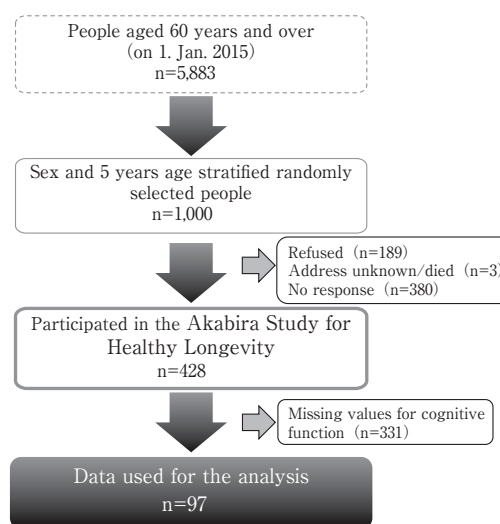 People aged 60 years and over
(on 1. Jan. 2015)
n=5,883
Sex and 5 years age stratified randomly
selected people
n=1,000
Refused (n=189)
Address unknown/died (n=3)
No response (n=380)
Participated in the Akabira Study for
Healthy Longevity
n=428
Missing values for cognitive
function (n=331)
Data used for the analysis
n=97